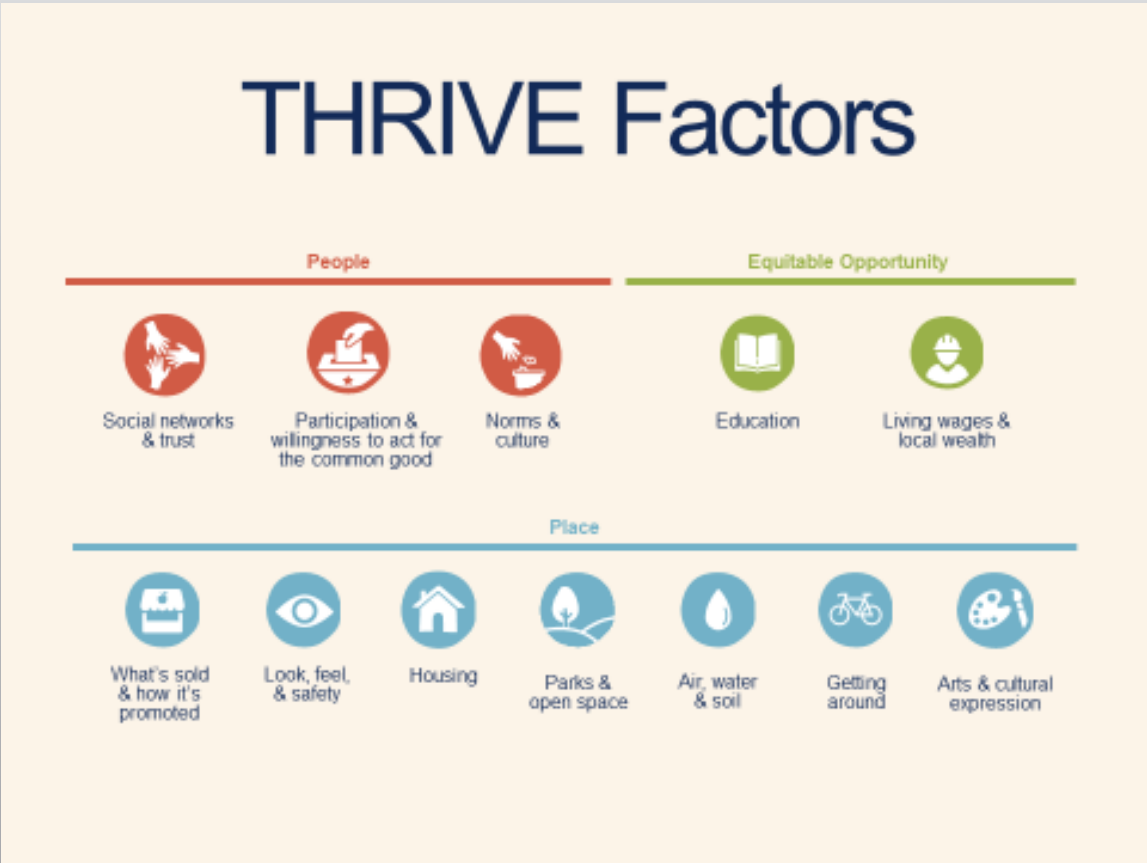 THRIVE Factors
People
Equitable Opportunity
Social networks
& trust
Participation &
willingness to act for
the common good
Norms &
culture
Education
Living wages &
local wealth
Place
What's sold
& how it's
promoted
Look, feel,
& safety
Housing
Parks &
open space
Air, water
& soil
Getting
around
Arts & cultural
expression